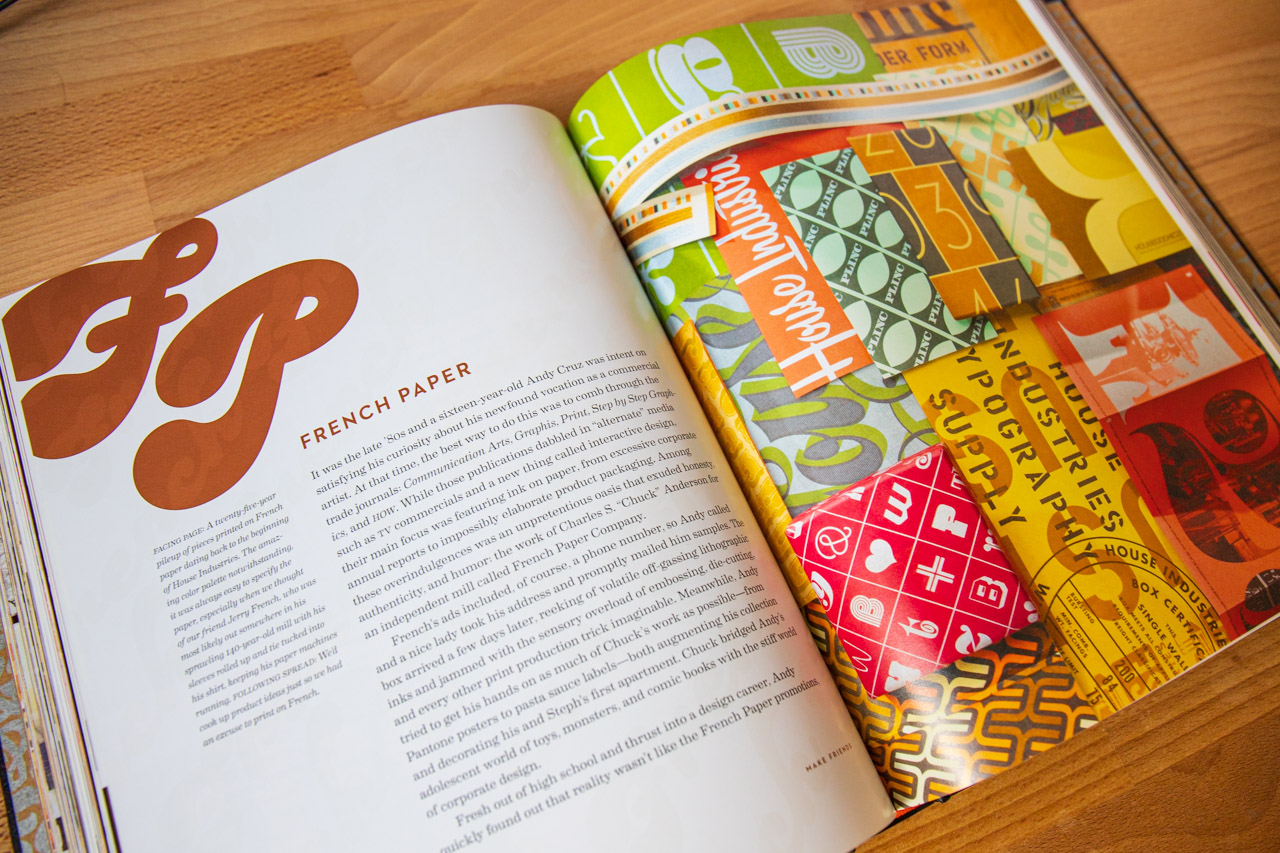 FP
FRENCH PAPER
It was the late ’80s and a sixteen-year-old Andy Cruz was intent on
satisfying his curiosity about his newfound vocation as a commercial
artist. At that time, the best way to do this was to comb through the
trade journals: Communication Arts, Graphis, Print, Step by Step Graph-
ics, and HOW. While those publications dabbled in “alternate” media
such as TV commercials and a new thing called interactive design,
their main focus was featuring ink on paper, from excessive corporate
annual reports to impossibly elaborate product packaging. Among
these overindulgences was an unpretentious oasis that exuded honesty,
authenticity, and humor: the work of Charles S. “Chuck” Anderson for
an independent mill called French Paper Company.
French’s ads included, of course, a phone number, so Andy called
and a nice lady took his address and promptly mailed him samples. The
box arrived a few days later, reeking of volatile off-gassing lithographic
inks and jammed with the sensory overload of embossing, die-cutting,
and every other print production trick imaginable. Meanwhile, Andy
tried to get his hands on as much of Chuck’s work as possible—from
Pantone posters to pasta sauce labels—both augmenting his collection
and decorating his and Steph’s first apartment. Chuck bridged Andy’s
adolescent world of toys, monsters, and comic books with the stiff world
of corporate design.
Fresh out of high school and thrust into a design career, Andy
quickly found out that reality wasn’t like the French Paper promotions,
FACING PAGE: A twenty-five-year
pileup of pieces printed on French
paper dating back to the beginning
of House Industries. The amaz-
ing color palette notwithstanding,
it was always easy to specify the
paper, especially when we thought
of our friend Jerry French, who was
most likely out somewhere in his
sprawling 140-year-old mill with his
sleeves rolled up and tie tucked into
his shirt, keeping his paper machines
running. FOLLOWING SPREAD: We’ll
cook up product ideas just so we had
an excuse to print on French.
MAKE FRIENDS
DER FORM
House Industri
PLINC PLINC PLINC
PLINC PLINC PLINC
3
HOUSE
INDUSTRIES
YPOGRAPHY
SUPPLY
HOUSE INDUSTRIE
BOX CERTIFIC
SINGLE WALL
200
84
&
W
P
B
B